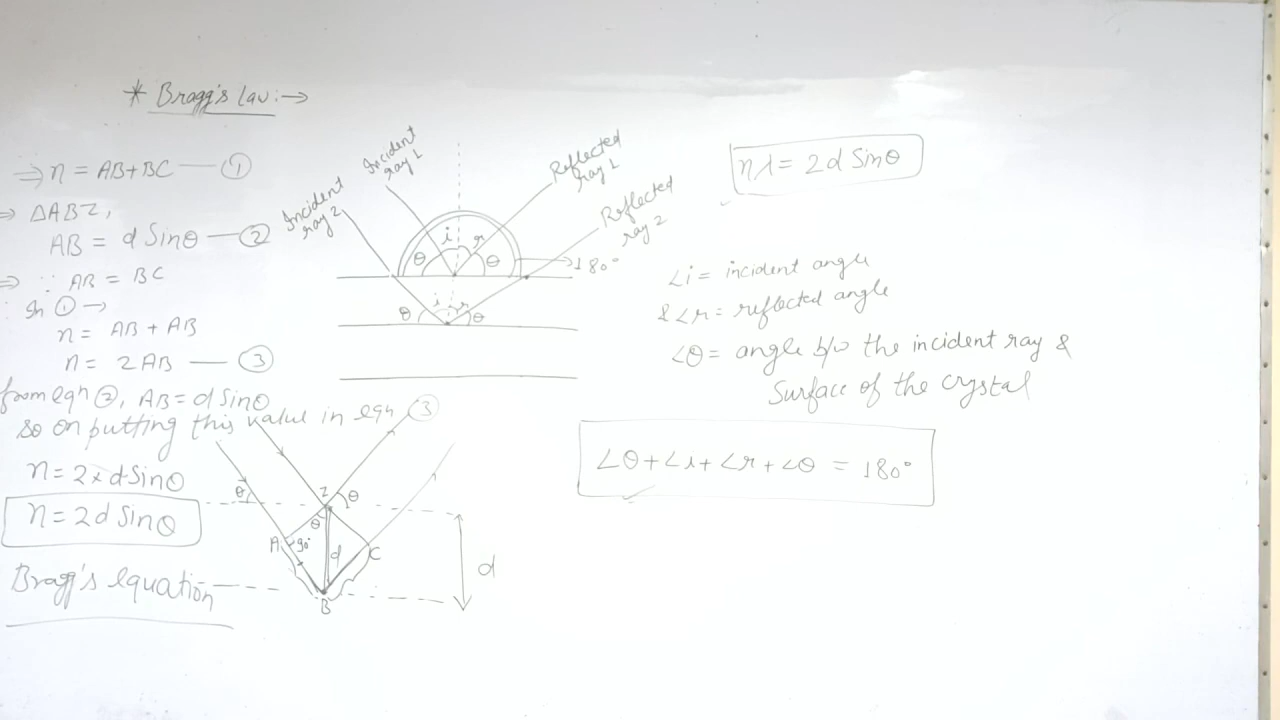 * Bragg's Law :→
⇒ n = AB+BC — ①
⇒ △ABZ,
AB = d Sinθ — ②
⇒ ∵ AB = BC
In ① →
n = AB + AB
n = 2AB — ③
from eqn ②, AB = d Sinθ
so on putting this value in eqn ③
n = 2 × d Sinθ
n = 2d Sinθ
Bragg's equation
Incident ray 1
Incident ray 2
Reflected ray 1
Reflected ray 2
θ i r θ
180°
θ i r θ
θ Z θ
θ
A 90° d C
B
d
nλ = 2d Sinθ
∠i = incident angle
& ∠r = reflected angle
∠θ = angle b/w the incident ray &
Surface of the crystal
∠θ + ∠i + ∠r + ∠θ = 180°